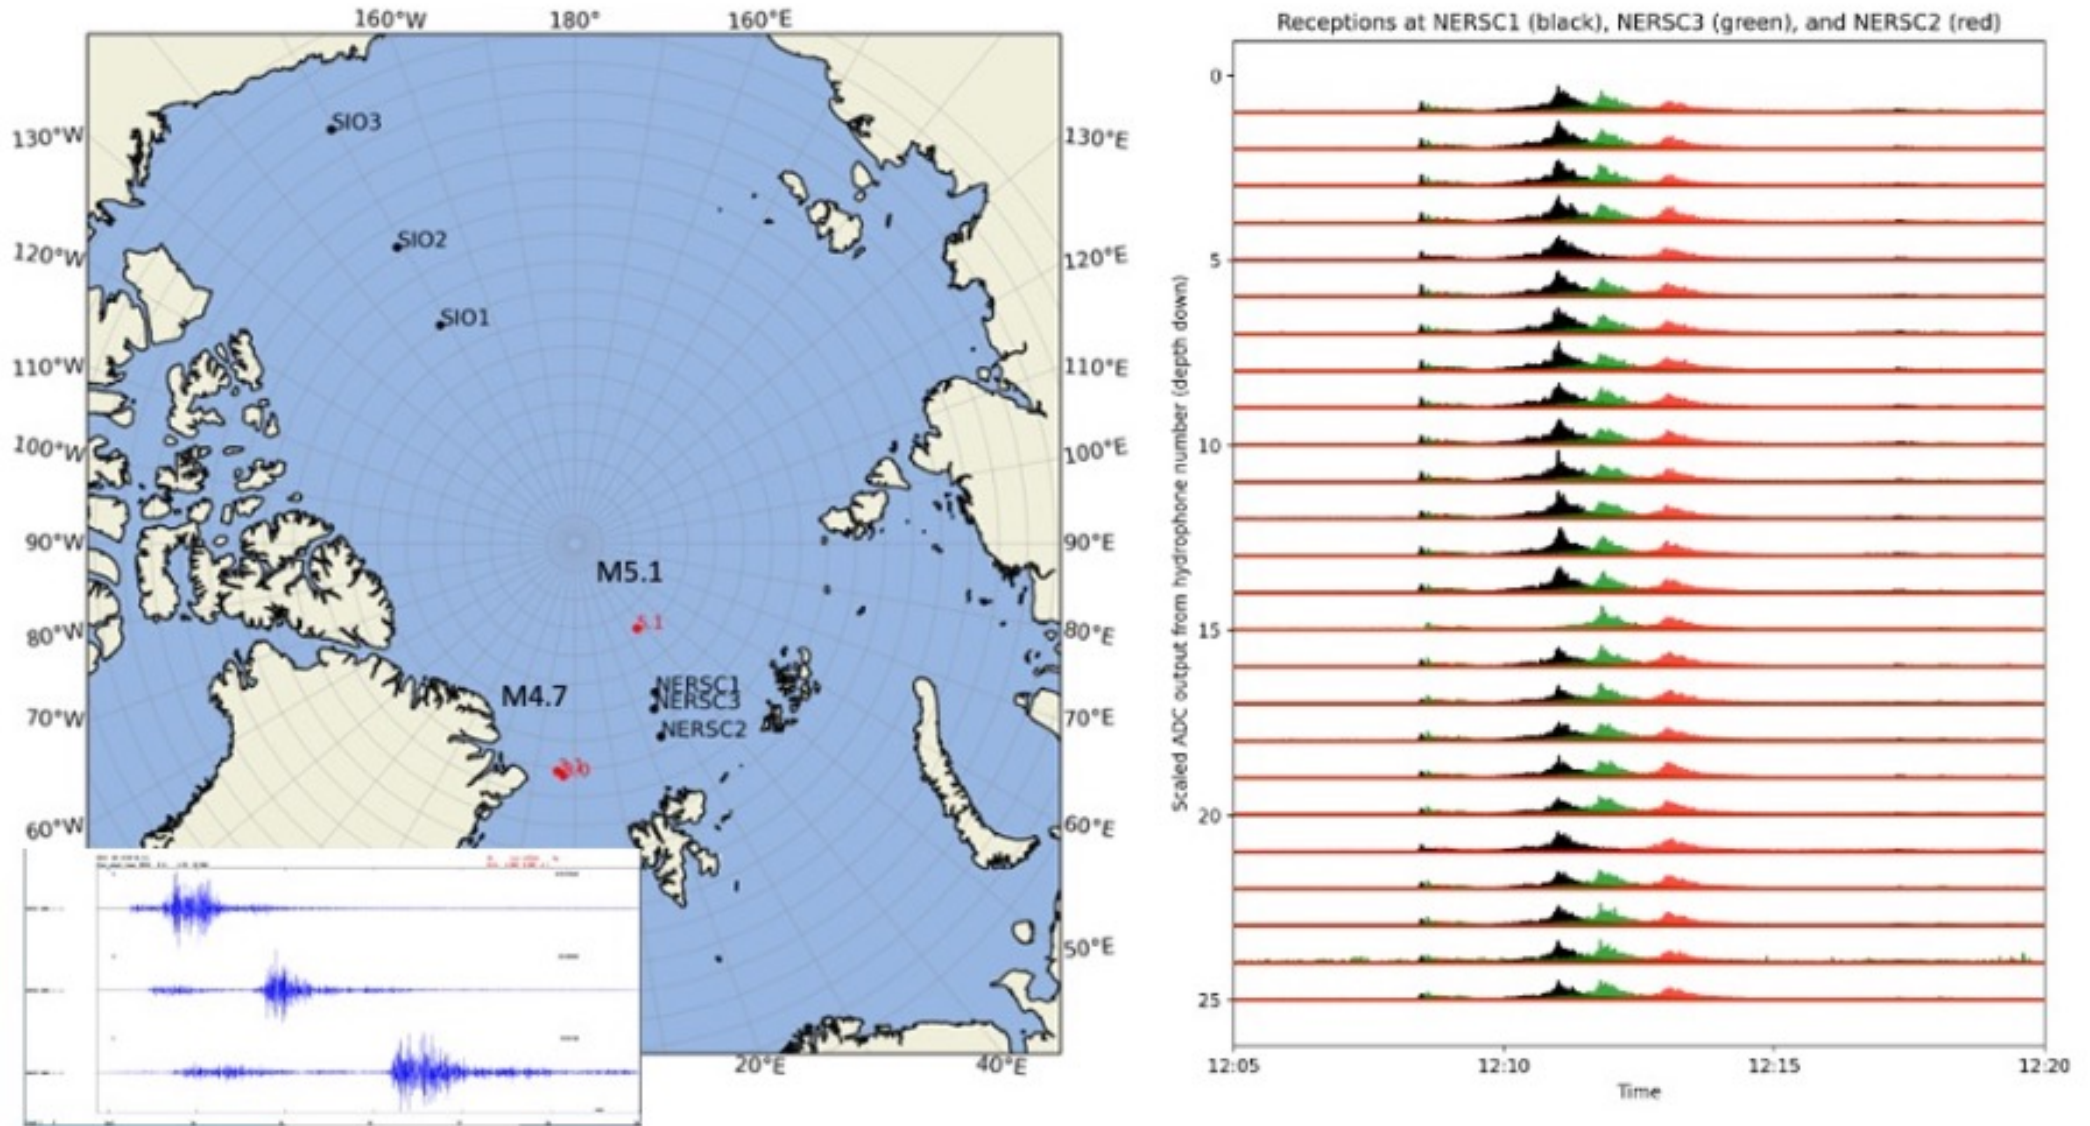 160°W 180° 160°E
130°W
120°W
110°W
100°W
90°W
80°W
70°W
60°W
130°E
120°E
110°E
100°E
90°E
80°E
70°E
60°E
50°E
20°E 40°E
SIO3
SIO2
SIO1
M5.1
5.1
NERSC1
NERSC3
NERSC2
M4.7
Receptions at NERSC1 (black), NERSC3 (green), and NERSC2 (red)
Scaled ADC output from hydrophone number (depth down)
0
5
10
15
20
25
12:05 12:10 12:15 12:20
Time